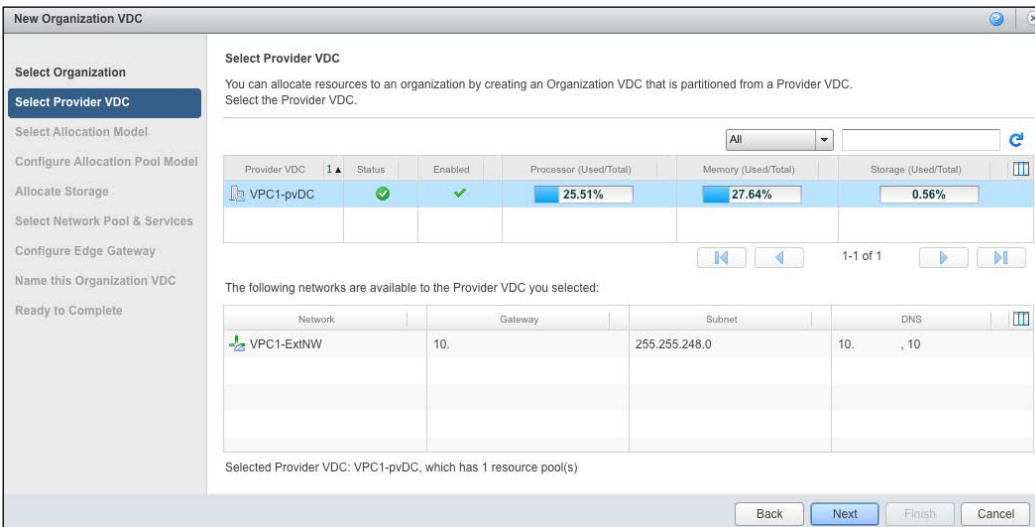 New Organization VDC
Select Organization
Select Provider VDC
Select Allocation Model
Configure Allocation Pool Model
Allocate Storage
Select Network Pool & Services
Configure Edge Gateway
Name this Organization VDC
Ready to Complete
Select Provider VDC
You can allocate resources to an organization by creating an Organization VDC that is partitioned from a Provider VDC.
Select the Provider VDC.
All
Provider VDC 1▲ Status Enabled Processor (Used/Total) Memory (Used/Total) Storage (Used/Total)
VPC1-pvDC 25.51% 27.64% 0.56%
1-1 of 1
The following networks are available to the Provider VDC you selected:
Network Gateway Subnet DNS
VPC1-ExtNW 10. 255.255.248.0 10. , 10
Selected Provider VDC: VPC1-pvDC, which has 1 resource pool(s)
Back Next Finish Cancel